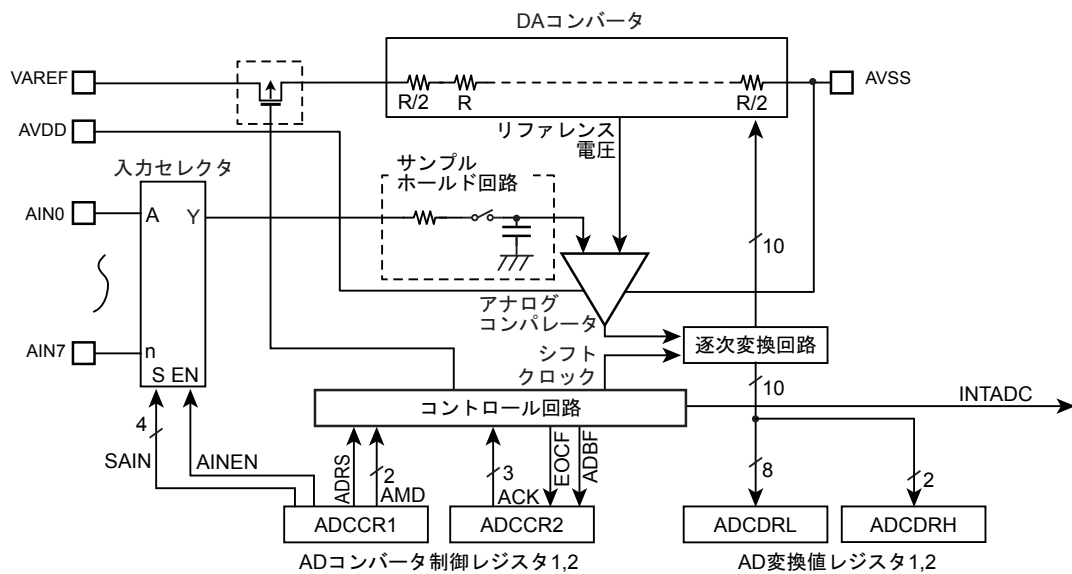 DAコンバータ
VAREF
AVSS
R/2
R
R/2
AVDD
リファレンス
電圧
入力セレクタ
サンプル
ホールド回路
AIN0
A
Y
10
アナログ
コンパレータ
AIN7
n
S EN
シフト
クロック
逐次変換回路
10
コントロール回路
INTADC
4
SAIN
AINEN
ADRS
2
AMD
3
ACK
EOCF
ADBF
8
2
ADCCR1
ADCCR2
ADCDRL
ADCDRH
ADコンバータ制御レジスタ1,2
AD変換値レジスタ1,2